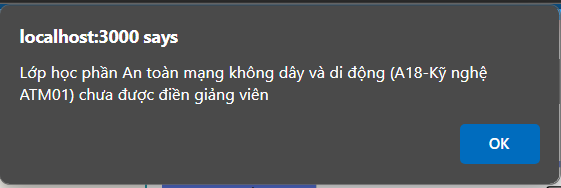 localhost:3000 says
Lớp học phần An toàn mạng không dây và di động (A18-Kỹ nghệ
ATM01) chưa được điền giảng viên
OK